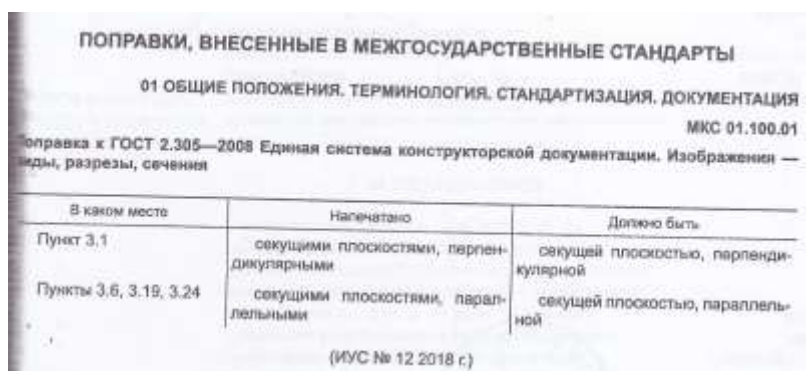 ПОПРАВКИ, ВНЕСЕННЫЕ В МЕЖГОСУДАРСТВЕННЫЕ СТАНДАРТЫ
01 ОБЩИЕ ПОЛОЖЕНИЯ. ТЕРМИНОЛОГИЯ. СТАНДАРТИЗАЦИЯ. ДОКУМЕНТАЦИЯ
МКС 01.100.01
оправка к ГОСТ 2.305—2008 Единая система конструкторской документации. Изображения —
иды, разрезы, сечения
В каком месте Напечатано Должно быть
Пункт 3.1 секущими плоскостями, перпен- секущей плоскостью, перпенди-
дикулярными кулярной
Пункты 3.6, 3.19, 3.24 секущими плоскостями, парал- секущей плоскостью, параллель-
лельными ной
(ИУС № 12 2018 г.)